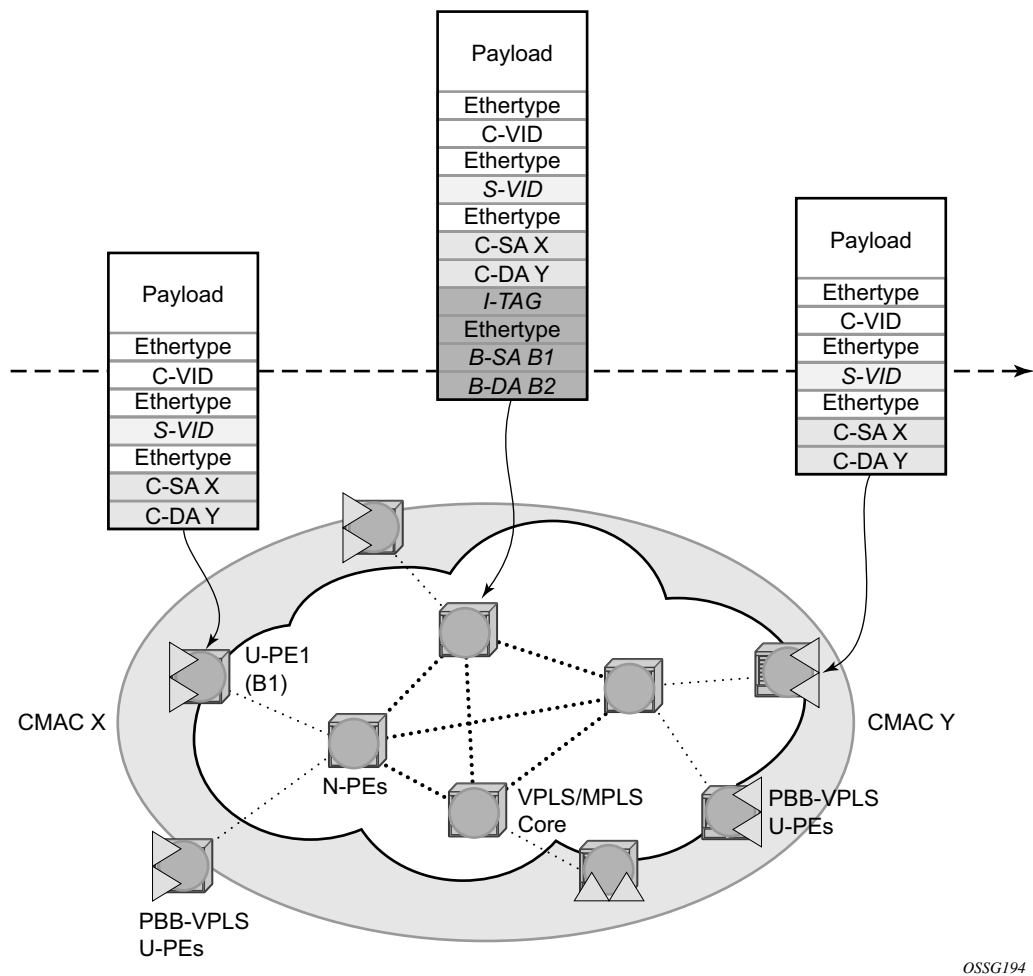 Payload
Ethertype
C-VID
Ethertype
S-VID
Ethertype
C-SA X
C-DA Y
Payload
Ethertype
C-VID
Ethertype
S-VID
Ethertype
C-SA X
C-DA Y
I-TAG
Ethertype
B-SA B1
B-DA B2
Payload
Ethertype
C-VID
Ethertype
S-VID
Ethertype
C-SA X
C-DA Y
U-PE1
(B1)
CMAC X
CMAC Y
N-PEs
VPLS/MPLS
Core
PBB-VPLS
U-PEs
PBB-VPLS
U-PEs
OSSG194